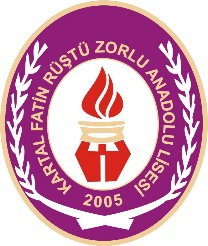 KARTAL FATİN RÜŞTÜ ZORLU ANADOLU LİSESİ
2005